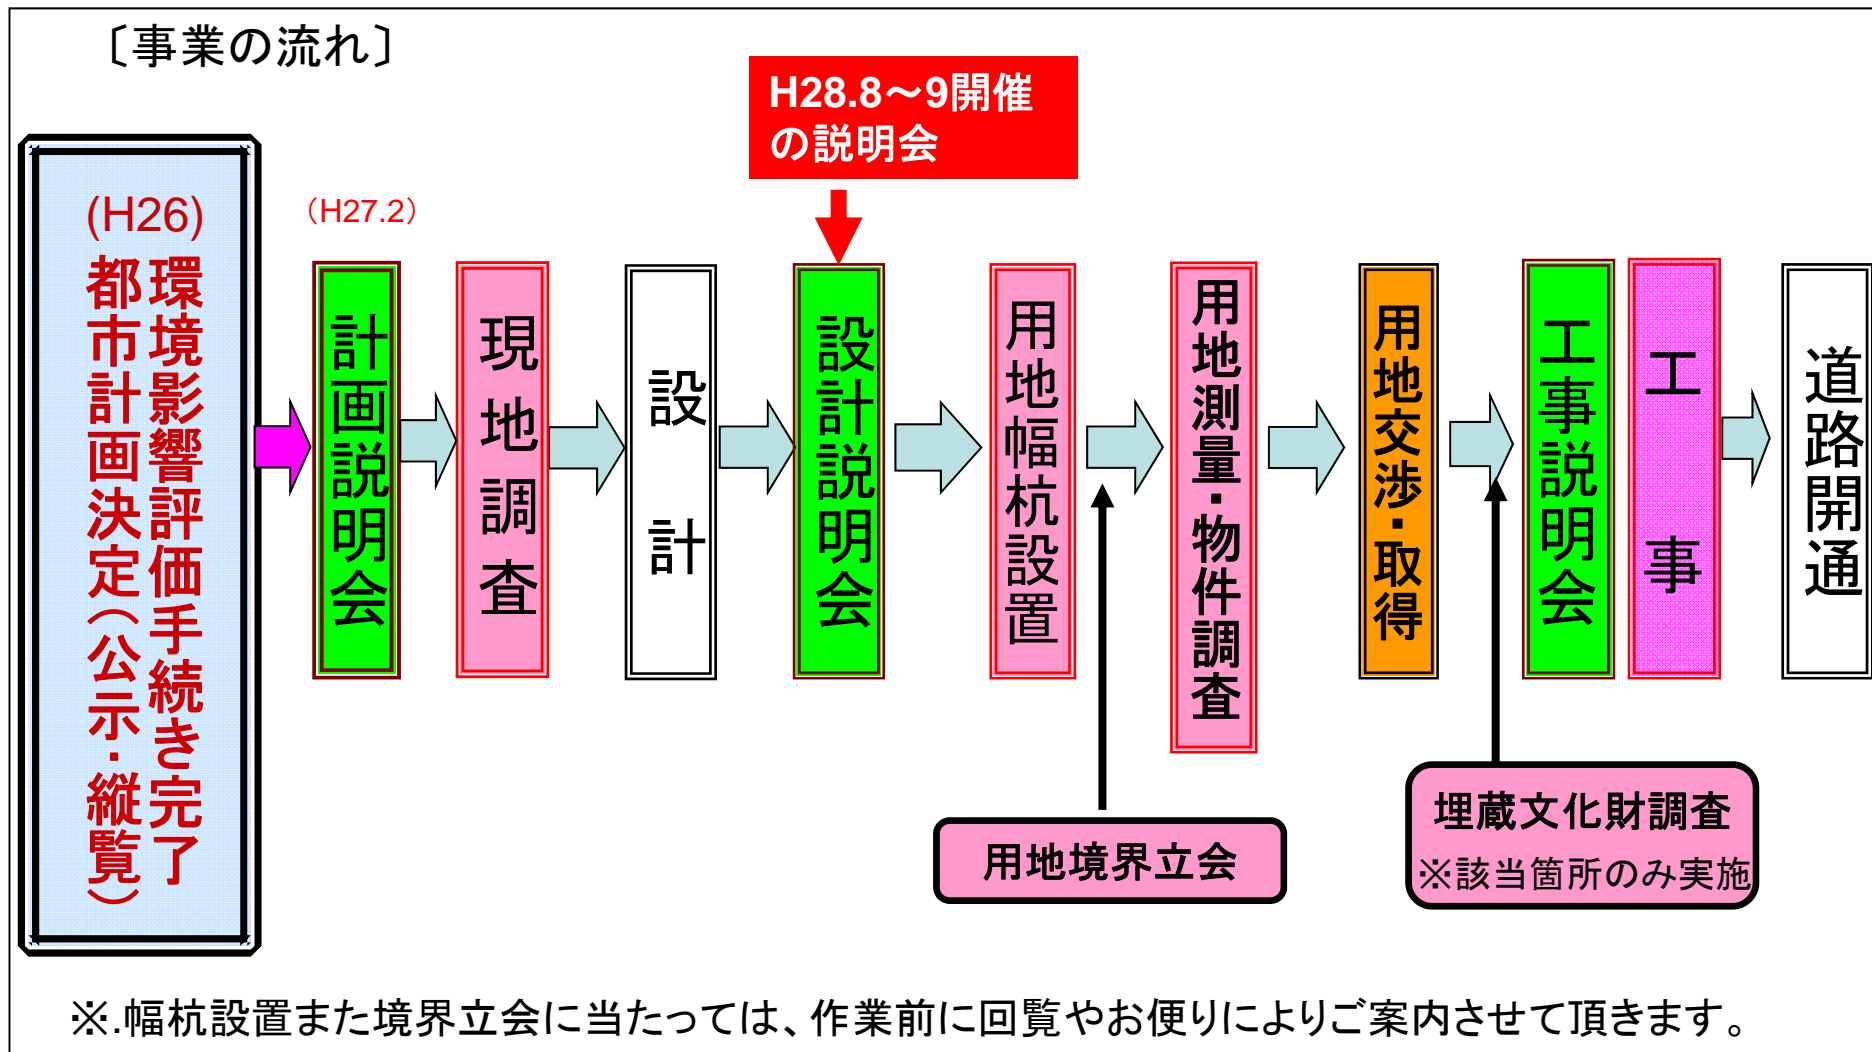 〔事業の流れ〕
H28.8～9開催
の説明会
(H26)
環境影響評価手続き完了
都市計画決定（公示・縦覧）
（H27.2）
計画説明会
現地調査
設計
設計説明会
用地幅杭設置
用地測量・物件調査
用地交渉・取得
工事説明会
工事
道路開通
用地境界立会
埋蔵文化財調査
※該当箇所のみ実施
※.幅杭設置また境界立会に当たっては、作業前に回覧やお便りによりご案内させて頂きます。